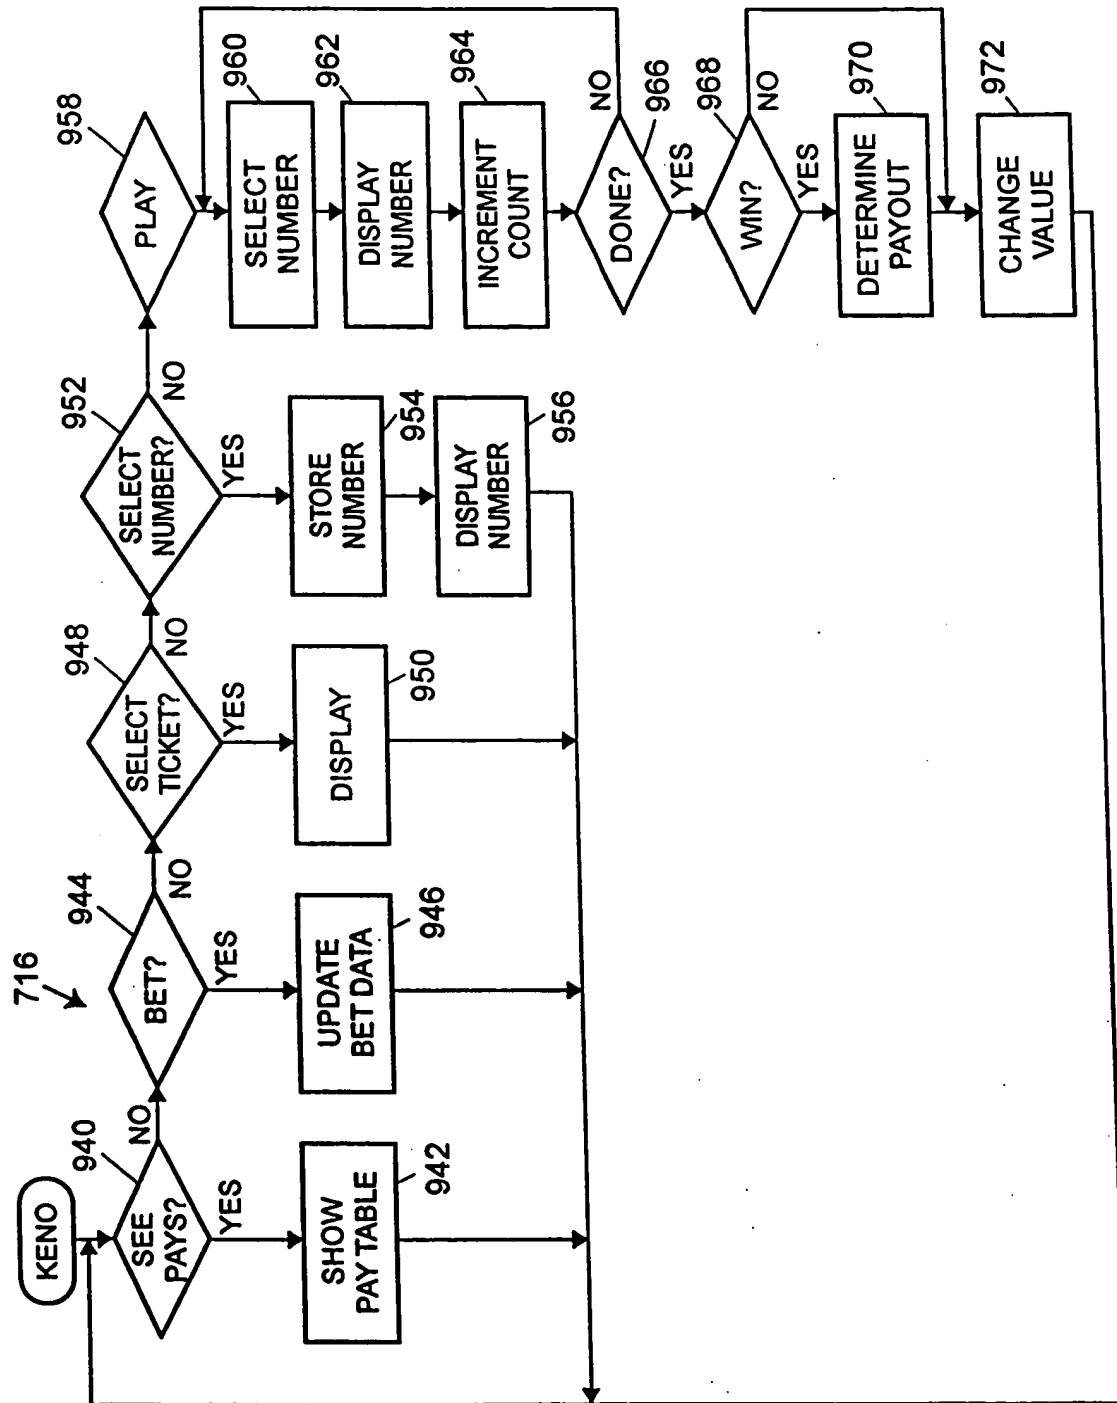 716
KENO
SEE
PAYS?
940
NO
YES
SHOW
PAY TABLE
942
BET?
944
NO
YES
UPDATE
BET DATA
946
SELECT
TICKET?
948
NO
YES
DISPLAY
950
SELECT
NUMBER?
952
NO
YES
STORE
NUMBER
954
DISPLAY
NUMBER
956
PLAY
958
SELECT
NUMBER
960
DISPLAY
NUMBER
962
INCREMENT
COUNT
964
DONE?
966
NO
YES
WIN?
968
NO
YES
DETERMINE
PAYOUT
970
CHANGE
VALUE
972